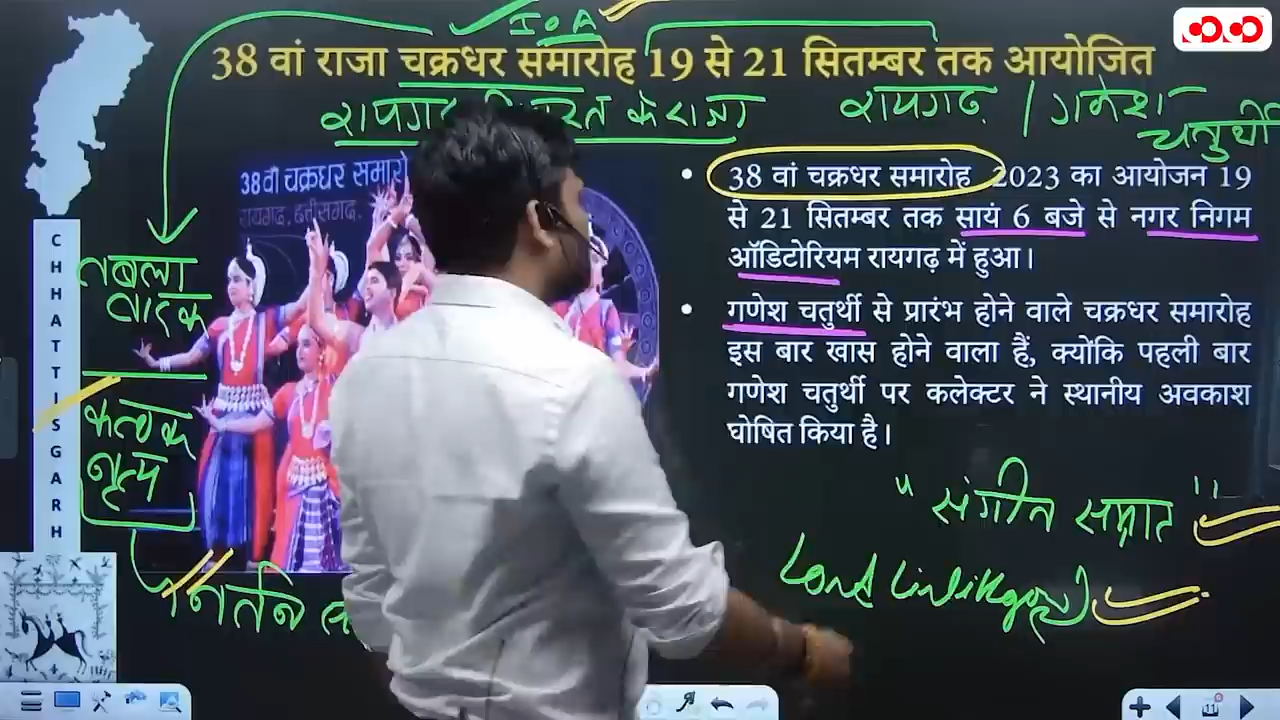 I O A
38 वां राजा चक्रधर समारोह 19 से 21 सितम्बर तक आयोजित
के राजा
रायगढ़ / गणेश चतुर्थी
38 वां चक्रधर समारोह 2023 का आयोजन 19
से 21 सितम्बर तक सायं 6 बजे से नगर निगम
ऑडिटोरियम रायगढ़ में हुआ।
गणेश चतुर्थी से प्रारंभ होने वाले चक्रधर समारोह
इस बार खास होने वाला हैं, क्योंकि पहली बार
गणेश चतुर्थी पर कलेक्टर ने स्थानीय अवकाश
घोषित किया है।
38वां चक्रधर समारो
रायगढ़, छत्तीसगढ़.
CHHATTISGARH
तबला
वादक
कत्थक
नृत्य
"संगीत सम्राट"
11